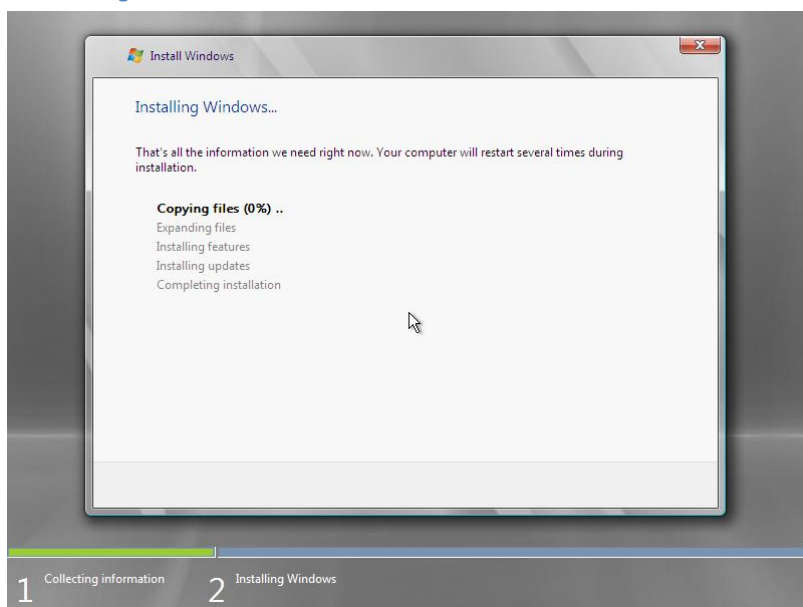 Install Windows
Installing Windows...
That's all the information we need right now. Your computer will restart several times during
installation.
Copying files (0%) ..
Expanding files
Installing features
Installing updates
Completing installation
1 Collecting information 2 Installing Windows